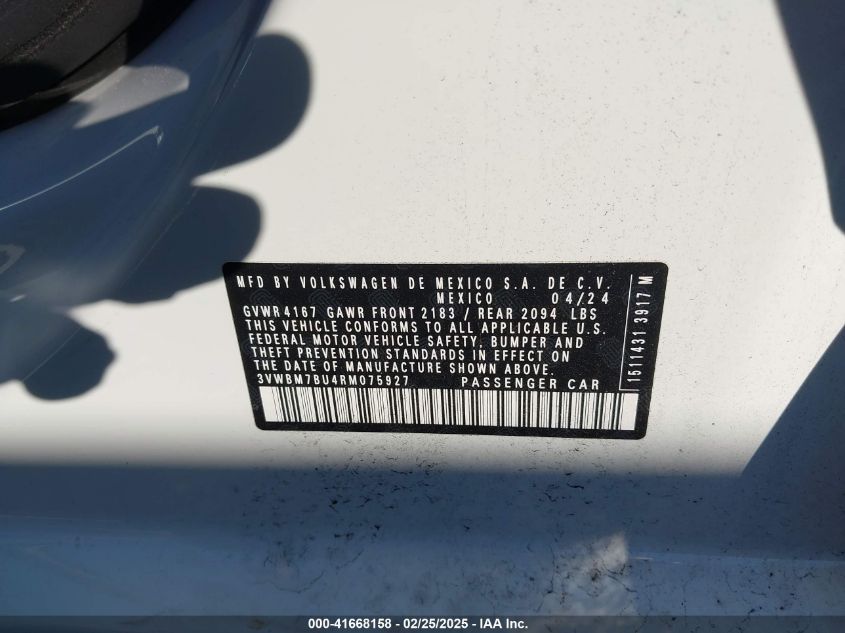 MFD BY VOLKSWAGEN DE MEXICO S.A. DE C.V.
MEXICO 04/24
GVWR 4167 GAWR FRONT 2183 / REAR 2094 LBS
THIS VEHICLE CONFORMS TO ALL APPLICABLE U.S.
FEDERAL MOTOR VEHICLE SAFETY, BUMPER AND
THEFT PREVENTION STANDARDS IN EFFECT ON
THE DATE OF MANUFACTURE SHOWN ABOVE.
3VWBM7BU4RM075927 PASSENGER CAR
1511431 3917 M
000-41668158 - 02/25/2025 - IAA Inc.